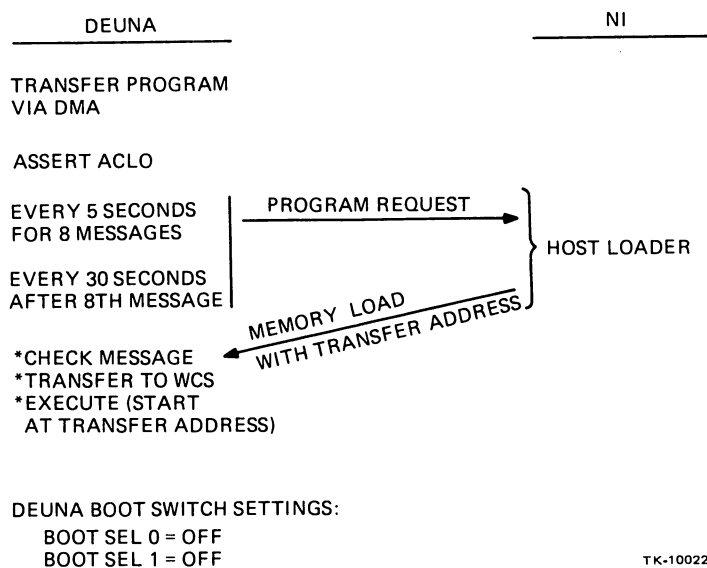 DEUNA
NI
TRANSFER PROGRAM
VIA DMA
ASSERT ACLO
EVERY 5 SECONDS
FOR 8 MESSAGES
PROGRAM REQUEST
HOST LOADER
EVERY 30 SECONDS
AFTER 8TH MESSAGE
MEMORY LOAD
WITH TRANSFER ADDRESS
*CHECK MESSAGE
*TRANSFER TO WCS
*EXECUTE (START
AT TRANSFER ADDRESS)
DEUNA BOOT SWITCH SETTINGS:
BOOT SEL 0 = OFF
BOOT SEL 1 = OFF
TK-10022